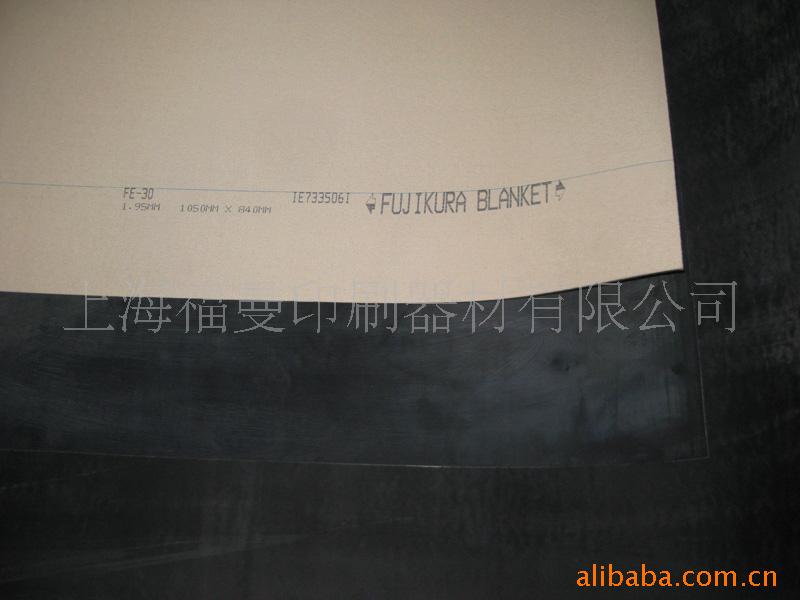 FE-30
1.95MM 1050MM X 840MM
IE7335061
FUJIKURA BLANKET
上海福曼印刷器材有限公司
alibaba.com.cn